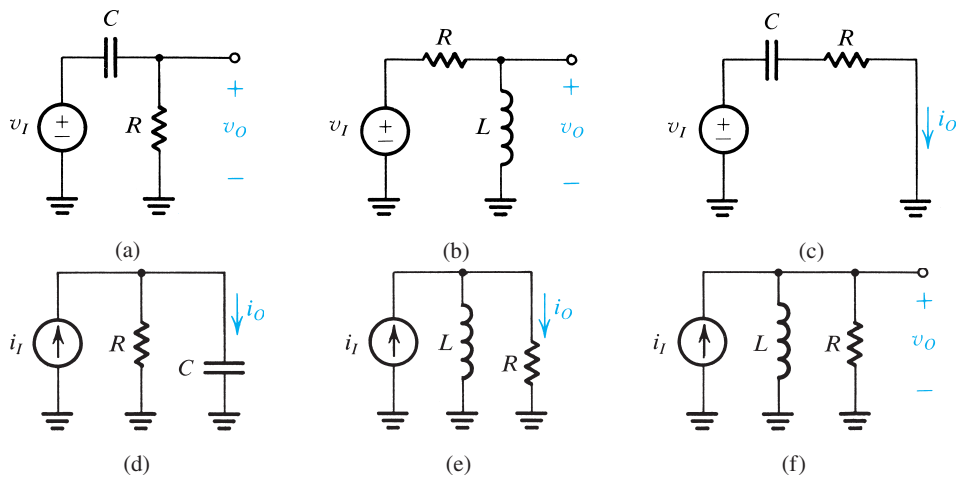 C
v_I
+
−
R
+
v_O
−
(a)
R
v_I
+
−
L
+
v_O
−
(b)
C
R
v_I
+
−
i_O
(c)
i_I
R
C
i_O
(d)
i_I
L
R
i_O
(e)
i_I
L
R
+
v_O
−
(f)